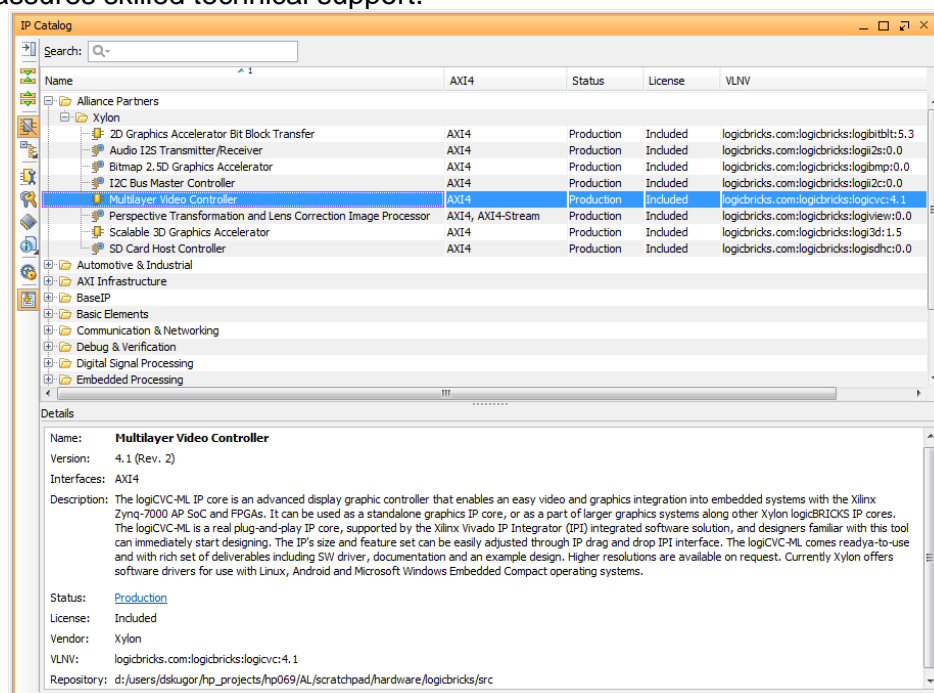 assures skilled technical support.
IP Catalog
Search:
Name 1 AXI4 Status License VLNV
Alliance Partners
Xylon
2D Graphics Accelerator Bit Block Transfer AXI4 Production Included logicbricks.com:logicbricks:logibitblt:5.3
Audio I2S Transmitter/Receiver AXI4 Production Included logicbricks.com:logicbricks:logii2s:0.0
Bitmap 2.5D Graphics Accelerator AXI4 Production Included logicbricks.com:logicbricks:logibmp:0.0
I2C Bus Master Controller AXI4 Production Included logicbricks.com:logicbricks:logii2c:0.0
Multilayer Video Controller AXI4 Production Included logicbricks.com:logicbricks:logicvc:4.1
Perspective Transformation and Lens Correction Image Processor AXI4, AXI4-Stream Production Included logicbricks.com:logicbricks:logiview:0.0
Scalable 3D Graphics Accelerator AXI4 Production Included logicbricks.com:logicbricks:logi3d:1.5
SD Card Host Controller AXI4 Production Included logicbricks.com:logicbricks:logisdhc:0.0
Automotive & Industrial
AXI Infrastructure
BaseIP
Basic Elements
Communication & Networking
Debug & Verification
Digital Signal Processing
Embedded Processing
Details
Name: Multilayer Video Controller
Version: 4.1 (Rev. 2)
Interfaces: AXI4
Description: The logiCVC-ML IP core is an advanced display graphic controller that enables an easy video and graphics integration into embedded systems with the Xilinx
Zynq-7000 AP SoC and FPGAs. It can be used as a standalone graphics IP core, or as a part of larger graphics systems along other Xylon logicBRICKS IP cores.
The logiCVC-ML is a real plug-and-play IP core, supported by the Xilinx Vivado IP Integrator (IPI) integrated software solution, and designers familiar with this tool
can immediately start designing. The IP's size and feature set can be easily adjusted through IP drag and drop IPI interface. The logiCVC-ML comes readya-to-use
and with rich set of deliverables including SW driver, documentation and an example design. Higher resolutions are available on request. Currently Xylon offers
software drivers for use with Linux, Android and Microsoft Windows Embedded Compact operating systems.
Status: Production
License: Included
Vendor: Xylon
VLNV: logicbricks.com:logicbricks:logicvc:4.1
Repository: d:/users/dskugor/hp_projects/hp069/AL/scratchpad/hardware/logicbricks/src